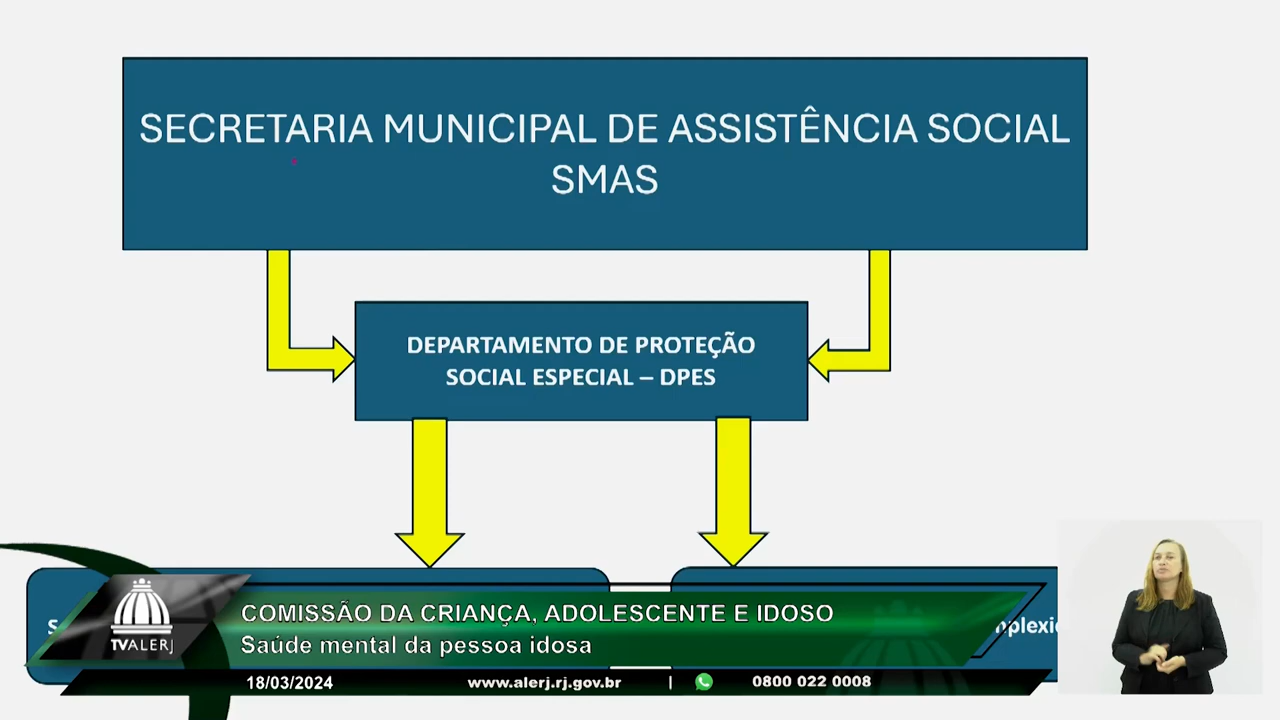 SECRETARIA MUNICIPAL DE ASSISTÊNCIA SOCIAL
SMAS
DEPARTAMENTO DE PROTEÇÃO
SOCIAL ESPECIAL – DPES
COMISSÃO DA CRIANÇA, ADOLESCENTE E IDOSO
Saúde mental da pessoa idosa
TVALERJ
18/03/2024 www.alerj.rj.gov.br | 0800 022 0008